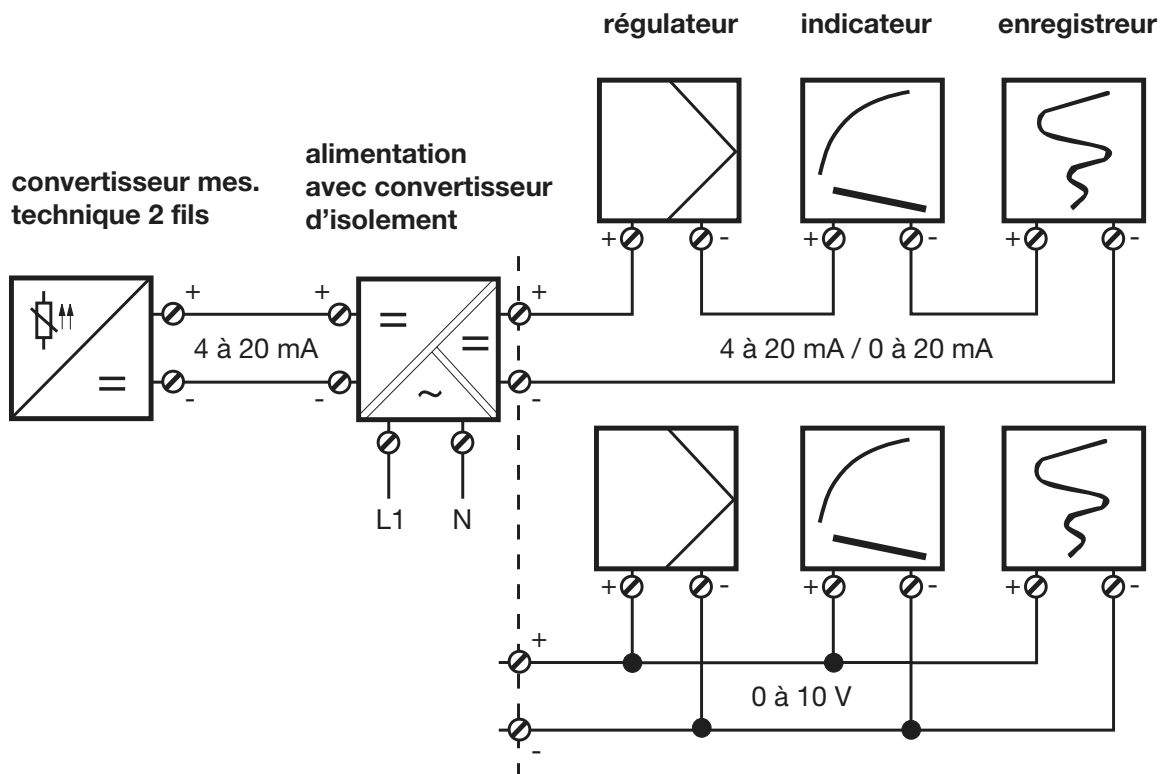 régulateur
indicateur
enregistreur
convertisseur mes.
technique 2 fils
alimentation
avec convertisseur
d’isolement
+ - + - + -
+ + +
4 à 20 mA
4 à 20 mA / 0 à 20 mA
- - -
= = = ~
L1 N
+ - + - + -
+
0 à 10 V
-